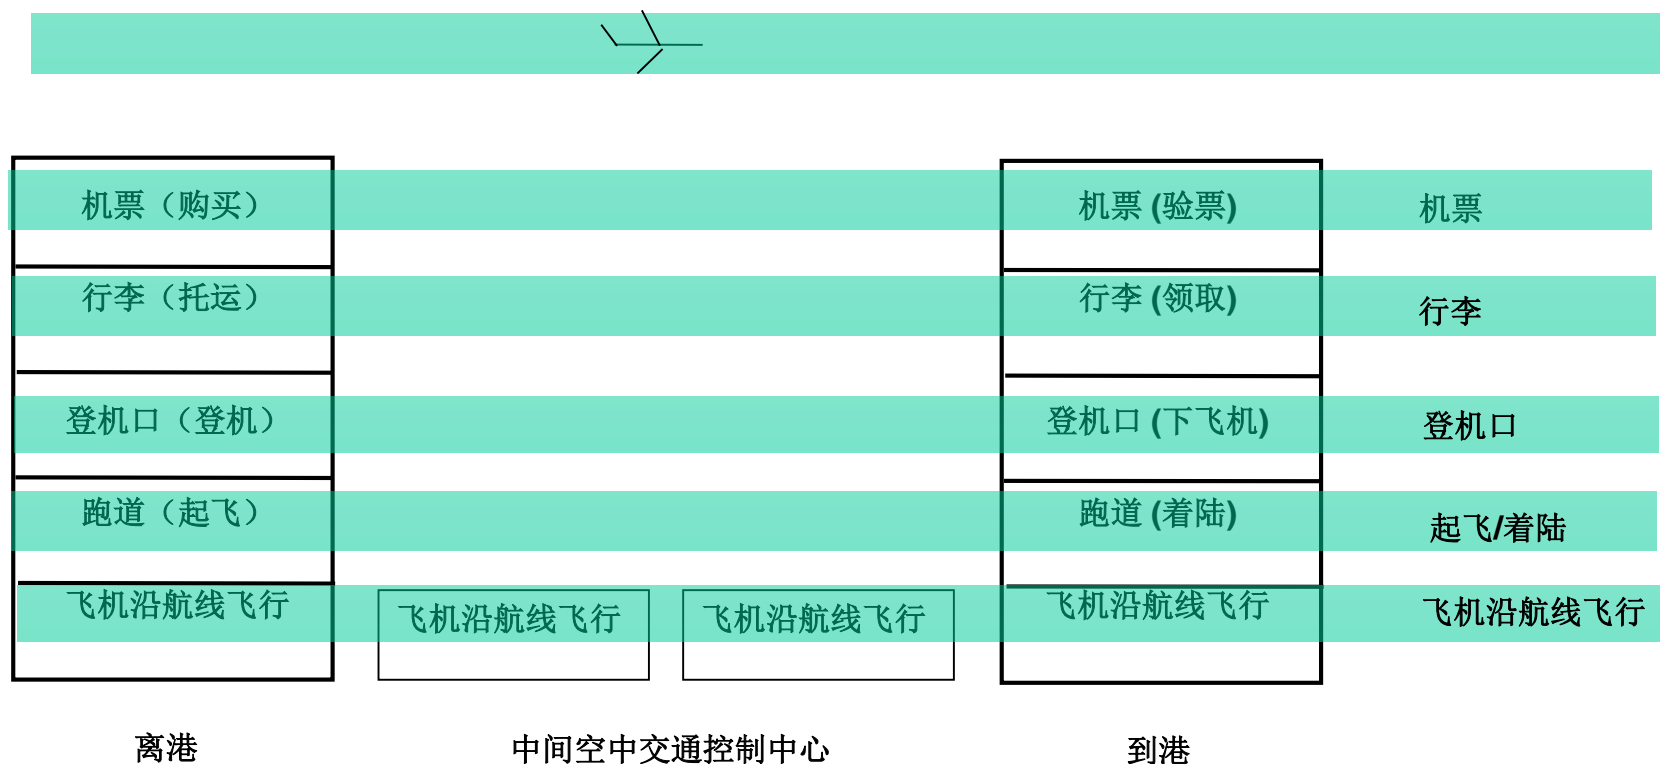 机票（购买）
机票 (验票)
机票
行李（托运）
行李 (领取)
行李
登机口（登机）
登机口 (下飞机)
登机口
跑道（起飞）
跑道 (着陆)
起飞/着陆
飞机沿航线飞行
飞机沿航线飞行
飞机沿航线飞行
飞机沿航线飞行
飞机沿航线飞行
离港
中间空中交通控制中心
到港